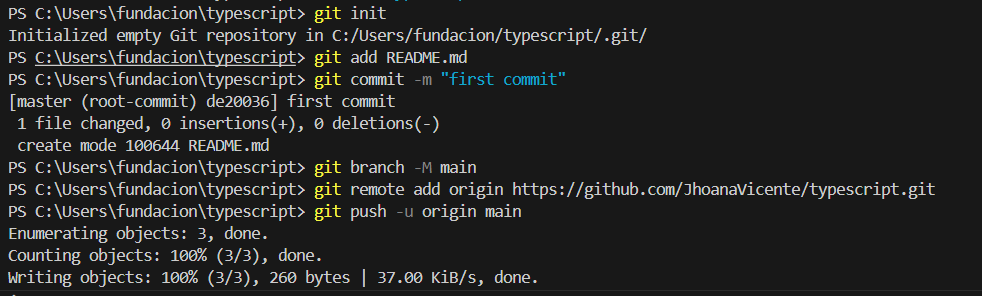 PS C:\Users\fundacion\typescript> git init
Initialized empty Git repository in C:/Users/fundacion/typescript/.git/
PS C:\Users\fundacion\typescript> git add README.md
PS C:\Users\fundacion\typescript> git commit -m "first commit"
[master (root-commit) de20036] first commit
 1 file changed, 0 insertions(+), 0 deletions(-)
 create mode 100644 README.md
PS C:\Users\fundacion\typescript> git branch -M main
PS C:\Users\fundacion\typescript> git remote add origin https://github.com/JhoanaVicente/typescript.git
PS C:\Users\fundacion\typescript> git push -u origin main
Enumerating objects: 3, done.
Counting objects: 100% (3/3), done.
Writing objects: 100% (3/3), 260 bytes | 37.00 KiB/s, done.